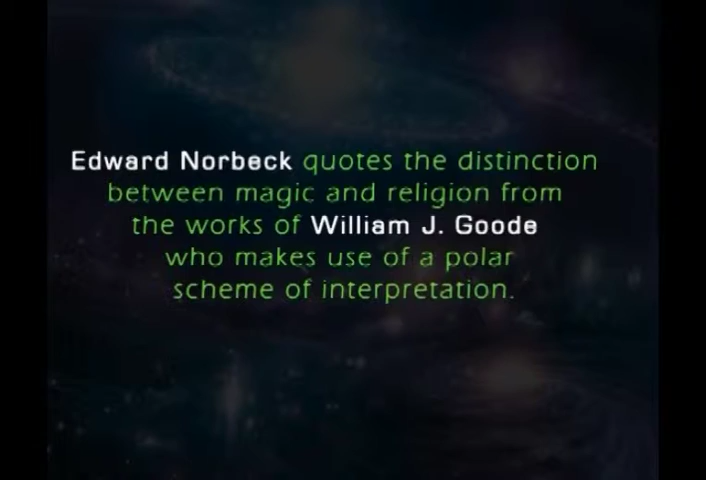 Edward Norbeck quotes the distinction
between magic and religion from
the works of William J. Goode
who makes use of a polar
scheme of interpretation.